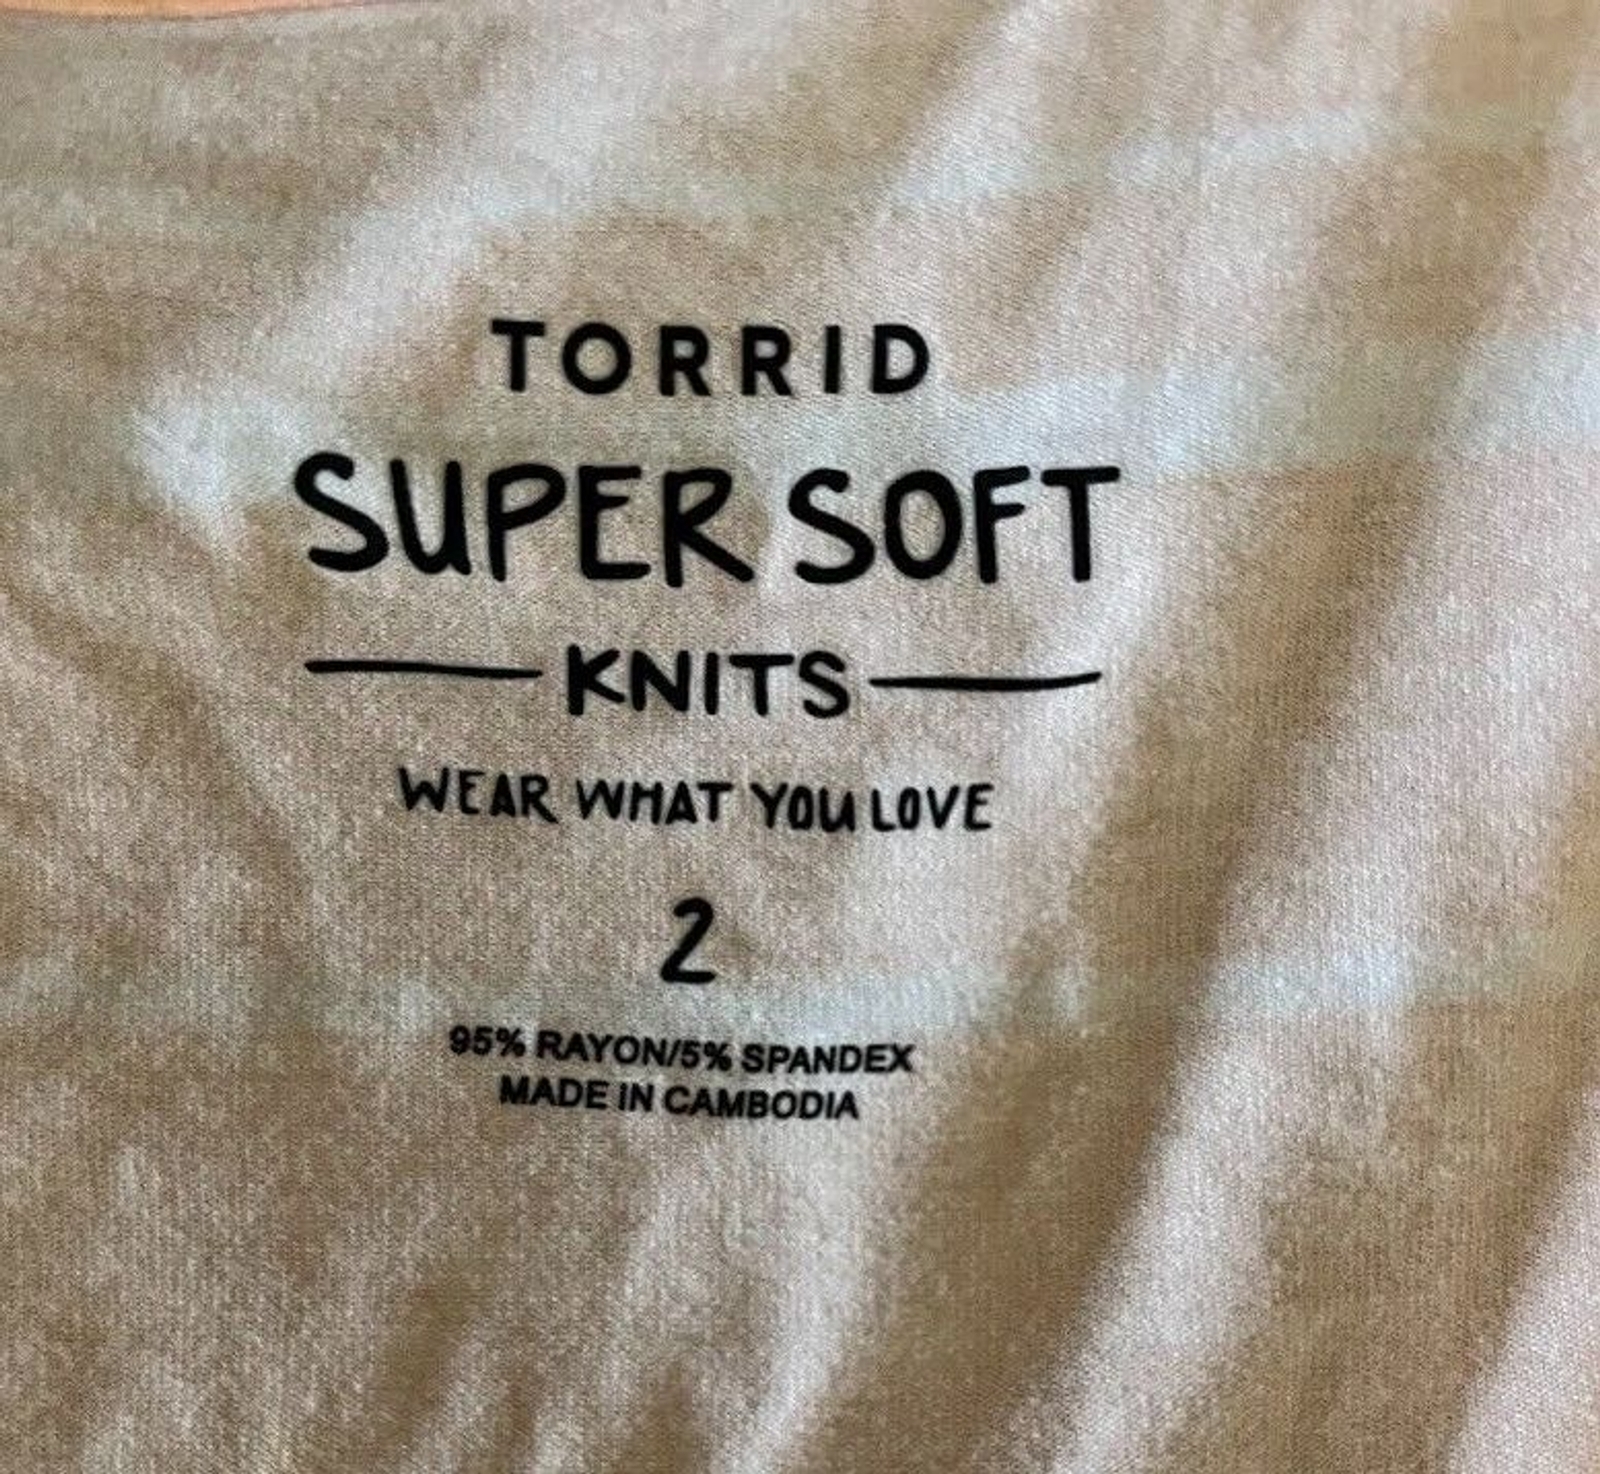 TORRID
SUPER SOFT
KNITS
WEAR WHAT YOU LOVE
2
95% RAYON/5% SPANDEX
MADE IN CAMBODIA